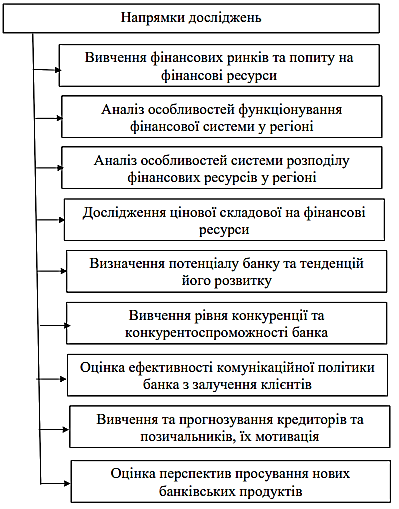 Напрямки досліджень
Вивчення фінансових ринків та попиту на
фінансові ресурси
Аналіз особливостей функціонування
фінансової системи у регіоні
Аналіз особливостей системи розподілу
фінансових ресурсів у регіоні
Дослідження цінової складової на фінансові
ресурси
Визначення потенціалу банку та тенденцій
його розвитку
Вивчення рівня конкуренції та
конкурентоспроможності банка
Оцінка ефективності комунікаційної політики
банка з залучення клієнтів
Вивчення та прогнозування кредиторів та
позичальників, їх мотивація
Оцінка перспектив просування нових
банківських продуктів